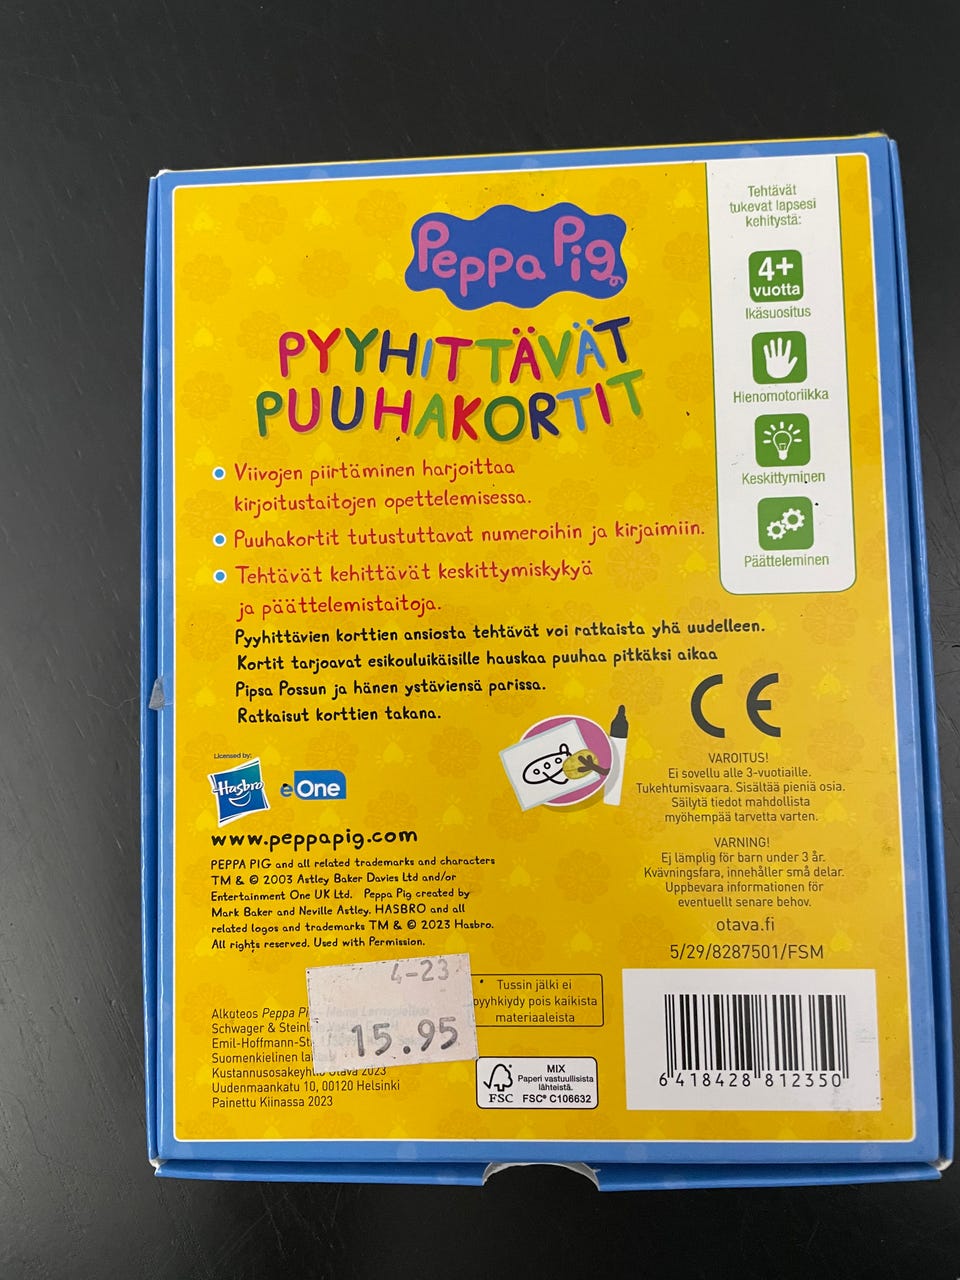 Peppa Pig
PYYHITTÄVÄT
PUUHAKORTIT
Viivojen piirtäminen harjoittaa
kirjoitustaitojen opettelemisessa.
Puuhakortit tutustuttavat numeroihin ja kirjaimiin.
Tehtävät kehittävät keskittymiskykyä
ja päättelemistaitoja.
Pyyhittävien korttien ansiosta tehtävät voi ratkaista yhä uudelleen.
Kortit tarjoavat esikouluikäisille hauskaa puuhaa pitkäksi aikaa
Pipsa Possun ja hänen ystäviensä parissa.
Ratkaisut korttien takana.
Tehtävät
tukevat lapsesi
kehitystä:
4+
vuotta
Ikäsuositus
Hienomotoriikka
Keskittyminen
Päätteleminen
CE
Licensed by:
Hasbro
eOne
www.peppapig.com
PEPPA PIG and all related trademarks and characters
TM & © 2003 Astley Baker Davies Ltd and/or
Entertainment One UK Ltd. Peppa Pig created by
Mark Baker and Neville Astley. HASBRO and all
related logos and trademarks TM & © 2023 Hasbro.
All rights reserved. Used with Permission.
VAROITUS!
Ei sovellu alle 3-vuotiaille.
Tukehtumisvaara. Sisältää pieniä osia.
Säilytä tiedot mahdollista
myöhempää tarvetta varten.
VARNING!
Ej lämplig för barn under 3 år.
Kvävningsfara, innehåller små delar.
Uppbevara informationen för
eventuellt senare behov.
otava.fi
5/29/8287501/FSM
4-23
15.95
Alkuteos Peppa
Schwager &
Emil-Hoffmann-
Suomenkielinen
Kustannusosakeyhtiö Otava 2023
Uudenmaankatu 10, 00120 Helsinki
Painettu Kiinassa 2023
Tussin jälki ei
pyyhkiydy pois kaikista
materiaaleista
FSC
MIX
Paperi vastuullisista
lähteistä.
FSC® C106632
6 418428 812350